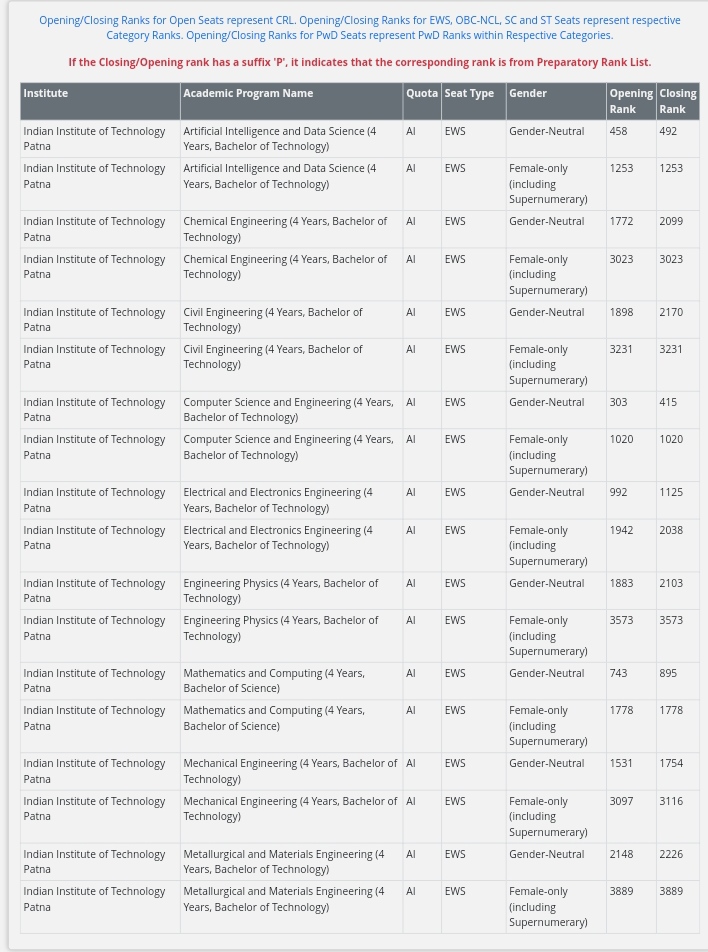 Opening/Closing Ranks for Open Seats represent CRL. Opening/Closing Ranks for EWS, OBC-NCL, SC and ST Seats represent respective
Category Ranks. Opening/Closing Ranks for PwD Seats represent PwD Ranks within Respective Categories.
If the Closing/Opening rank has a suffix 'P', it indicates that the corresponding rank is from Preparatory Rank List.
Institute Academic Program Name Quota Seat Type Gender Opening Closing
Rank Rank
Indian Institute of Technology Artificial Intelligence and Data Science (4 AI EWS Gender-Neutral 458 492
Patna Years, Bachelor of Technology)
Indian Institute of Technology Artificial Intelligence and Data Science (4 AI EWS Female-only 1253 1253
Patna Years, Bachelor of Technology) (including
Supernumerary)
Indian Institute of Technology Chemical Engineering (4 Years, Bachelor of AI EWS Gender-Neutral 1772 2099
Patna Technology)
Indian Institute of Technology Chemical Engineering (4 Years, Bachelor of AI EWS Female-only 3023 3023
Patna Technology) (including
Supernumerary)
Indian Institute of Technology Civil Engineering (4 Years, Bachelor of AI EWS Gender-Neutral 1898 2170
Patna Technology)
Indian Institute of Technology Civil Engineering (4 Years, Bachelor of AI EWS Female-only 3231 3231
Patna Technology) (including
Supernumerary)
Indian Institute of Technology Computer Science and Engineering (4 Years, AI EWS Gender-Neutral 303 415
Patna Bachelor of Technology)
Indian Institute of Technology Computer Science and Engineering (4 Years, AI EWS Female-only 1020 1020
Patna Bachelor of Technology) (including
Supernumerary)
Indian Institute of Technology Electrical and Electronics Engineering (4 AI EWS Gender-Neutral 992 1125
Patna Years, Bachelor of Technology)
Indian Institute of Technology Electrical and Electronics Engineering (4 AI EWS Female-only 1942 2038
Patna Years, Bachelor of Technology) (including
Supernumerary)
Indian Institute of Technology Engineering Physics (4 Years, Bachelor of AI EWS Gender-Neutral 1883 2103
Patna Technology)
Indian Institute of Technology Engineering Physics (4 Years, Bachelor of AI EWS Female-only 3573 3573
Patna Technology) (including
Supernumerary)
Indian Institute of Technology Mathematics and Computing (4 Years, AI EWS Gender-Neutral 743 895
Patna Bachelor of Science)
Indian Institute of Technology Mathematics and Computing (4 Years, AI EWS Female-only 1778 1778
Patna Bachelor of Science) (including
Supernumerary)
Indian Institute of Technology Mechanical Engineering (4 Years, Bachelor of AI EWS Gender-Neutral 1531 1754
Patna Technology)
Indian Institute of Technology Mechanical Engineering (4 Years, Bachelor of AI EWS Female-only 3097 3116
Patna Technology) (including
Supernumerary)
Indian Institute of Technology Metallurgical and Materials Engineering (4 AI EWS Gender-Neutral 2148 2226
Patna Years, Bachelor of Technology)
Indian Institute of Technology Metallurgical and Materials Engineering (4 AI EWS Female-only 3889 3889
Patna Years, Bachelor of Technology) (including
Supernumerary)